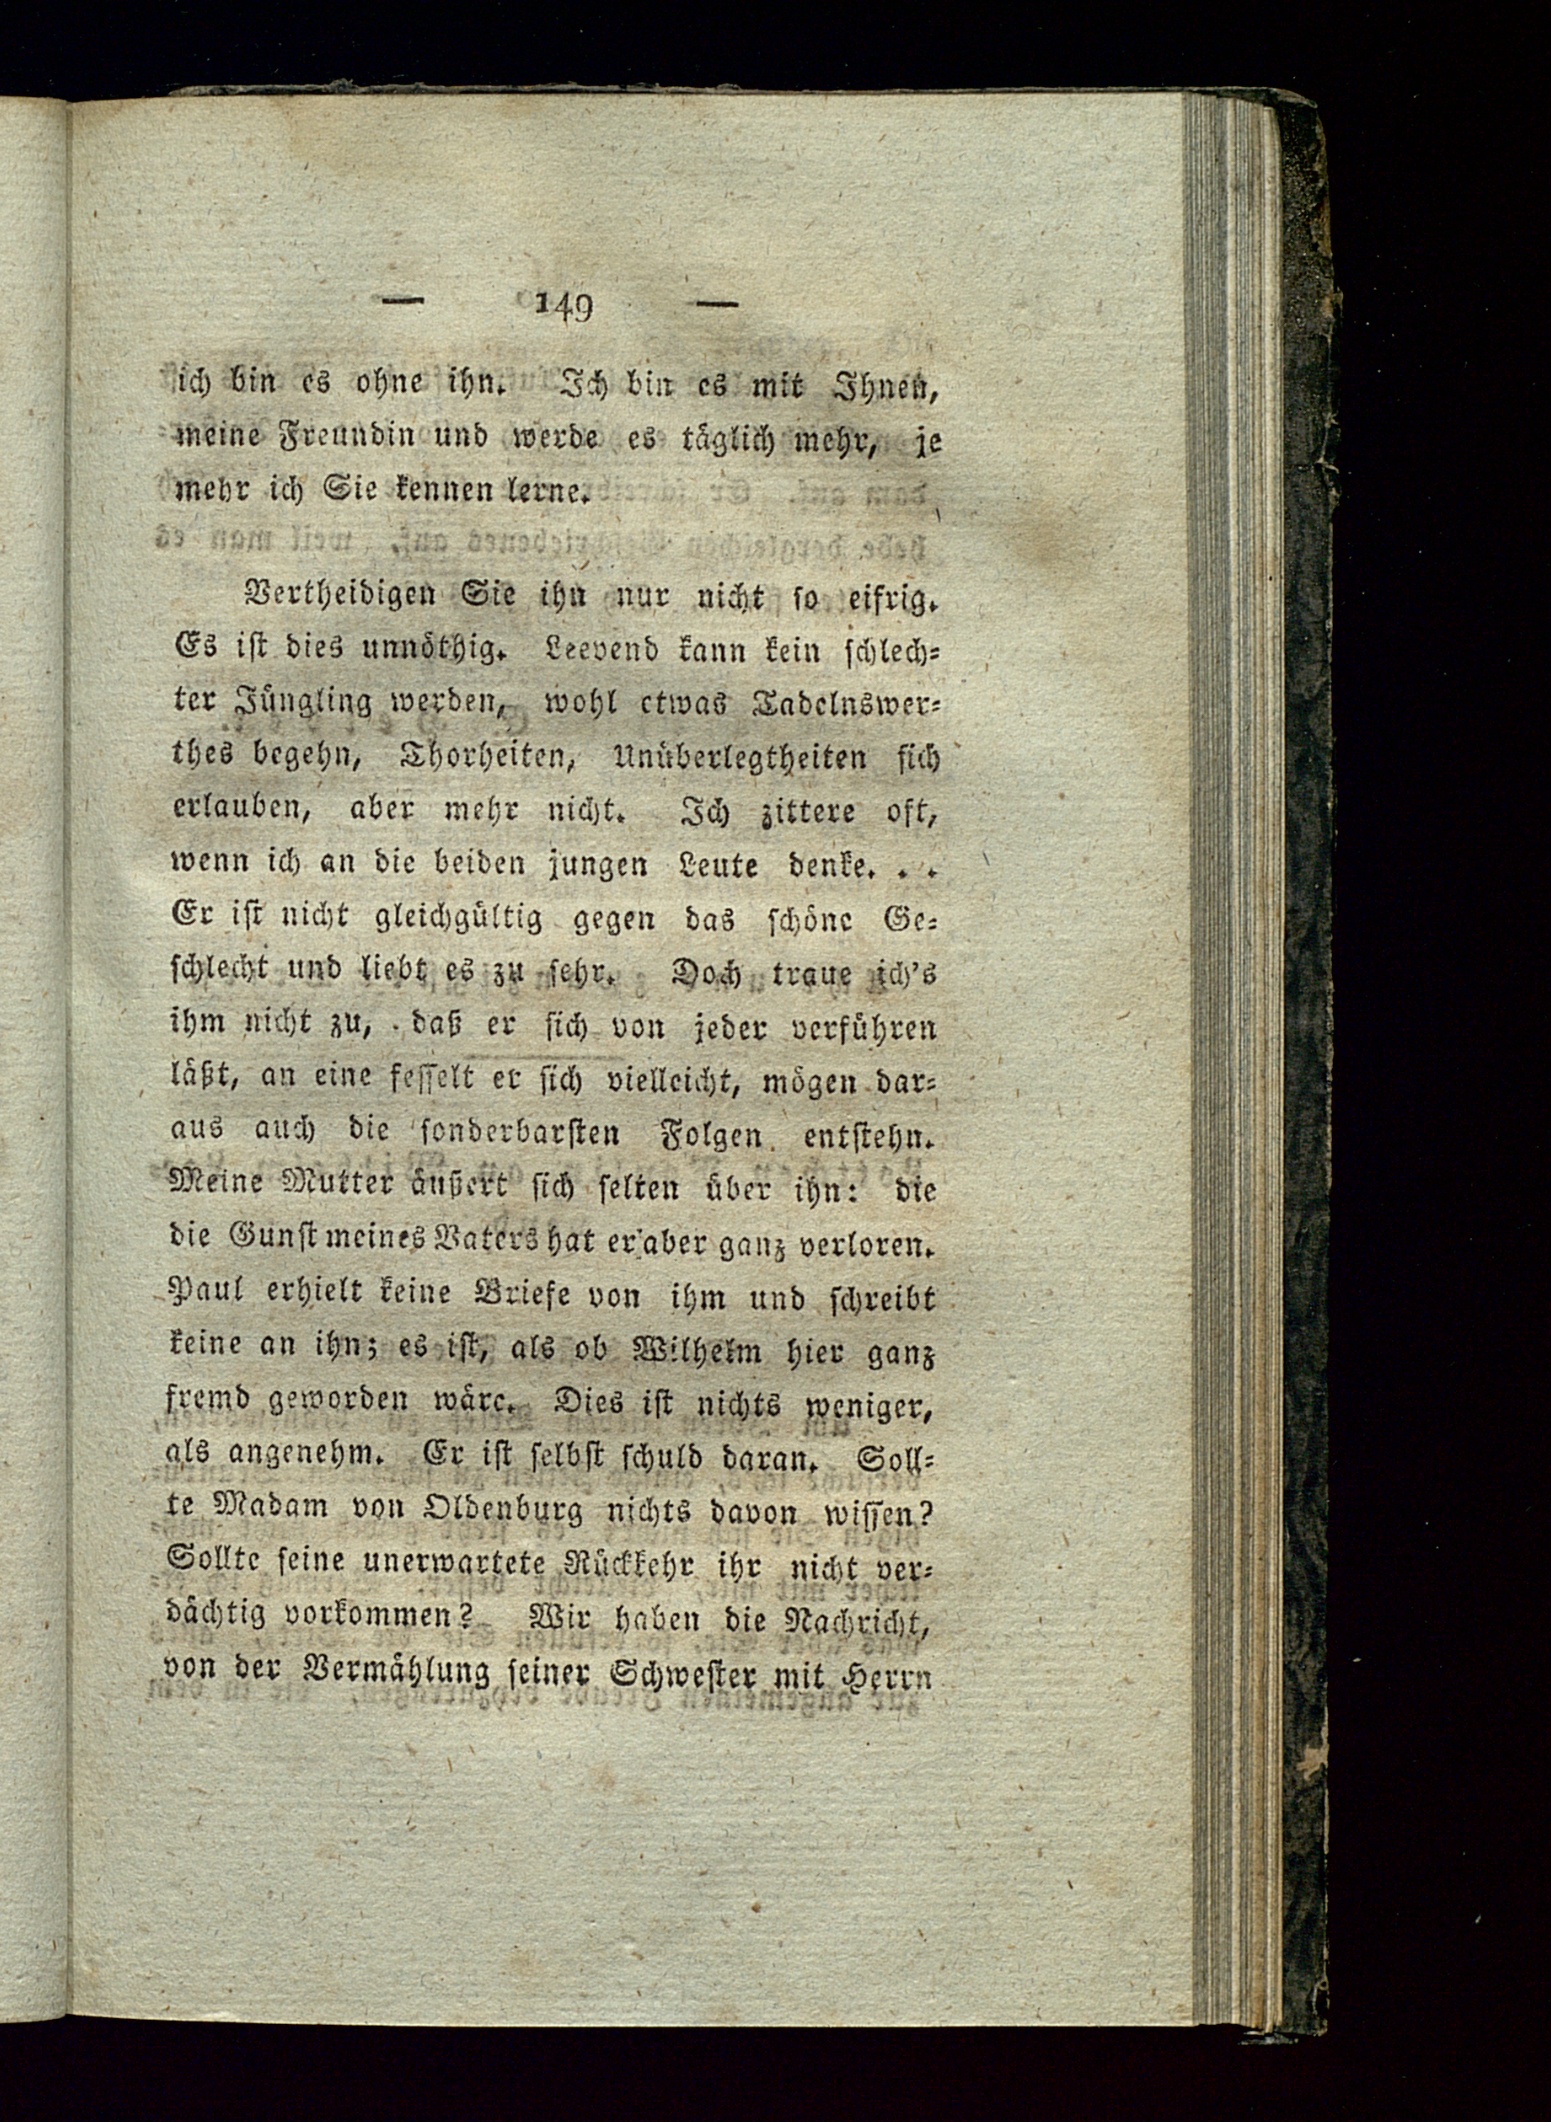 — 149 —
ich bin es ohne ihn. Ich bin es mit Ihnen,
meine Freundin und werde es täglich mehr, je
mehr ich Sie kennen lerne.
Vertheidigen Sie ihn nur nicht so eifrig.
Es ist dies unnöthig. Leevend kann kein schlech-
ter Jüngling werden, wohl etwas Tadelnswer-
thes begehn, Thorheiten, Unüberlegtheiten sich
erlauben, aber mehr nicht. Ich zittere oft,
wenn ich an die beiden jungen Leute denke. . .
Er ist nicht gleichgültig gegen das schöne Ge-
schlecht und liebt es zu sehr. Doch traue ich's
ihm nicht zu, daß er sich von jeder verführen
läßt, an eine fesselt er sich vielleicht, mögen dar-
aus auch die sonderbarsten Folgen entstehn.
Meine Mutter äußert sich selten über ihn: die
die Gunst meines Vaters hat er aber ganz verloren.
Paul erhielt keine Briefe von ihm und schreibt
keine an ihn; es ist, als ob Wilhelm hier ganz
fremd geworden wäre. Dies ist nichts weniger,
als angenehm. Er ist selbst schuld daran. Soll-
te Madam von Oldenburg nichts davon wissen?
Sollte seine unerwartete Rückkehr ihr nicht ver-
dächtig vorkommen? Wir haben die Nachricht,
von der Vermählung seiner Schwester mit Herrn